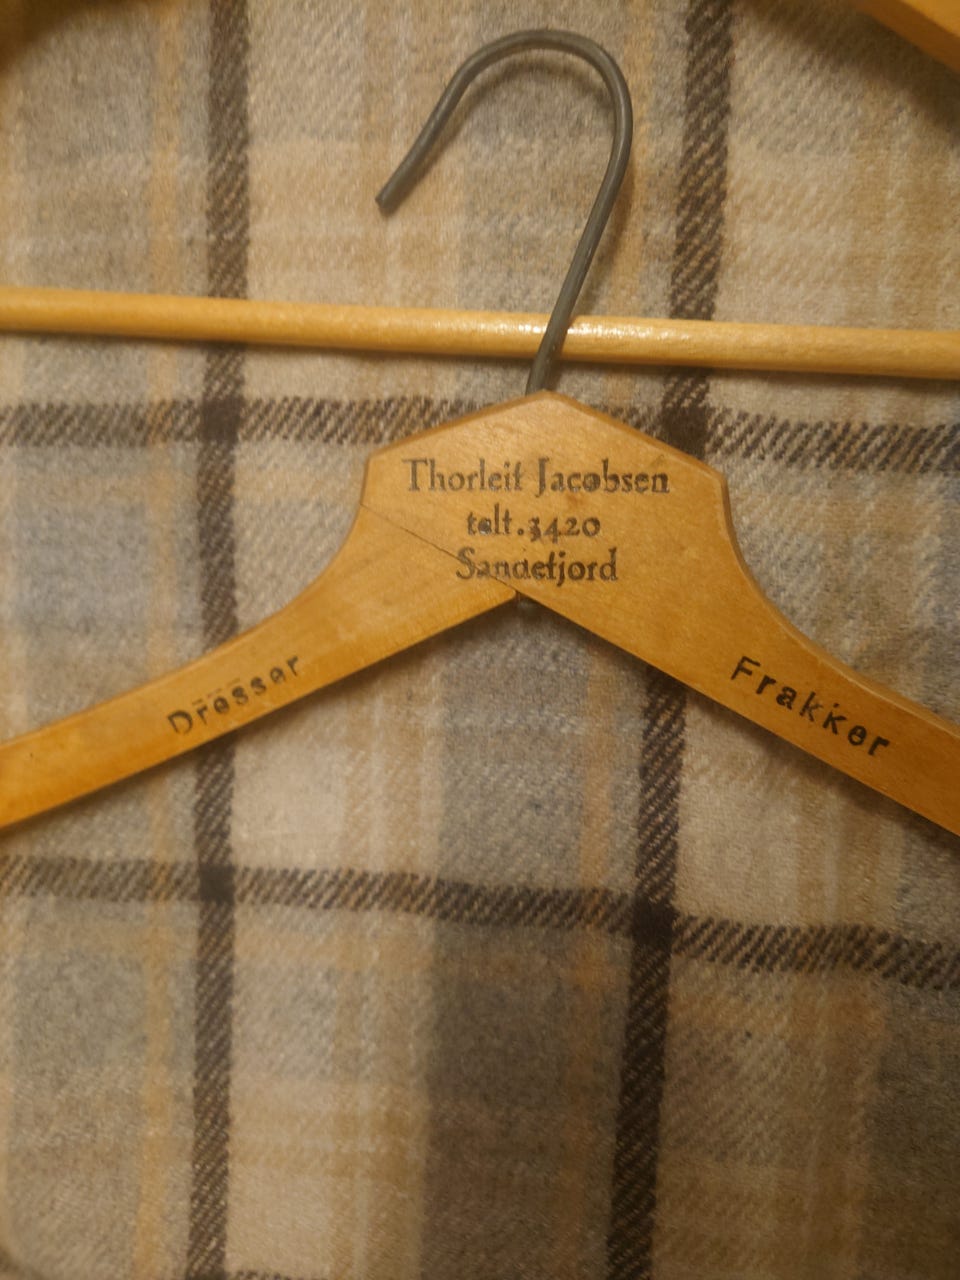 Thorleif Jacobsen
telf.3420
Sandefjord
Dresser
Frakker